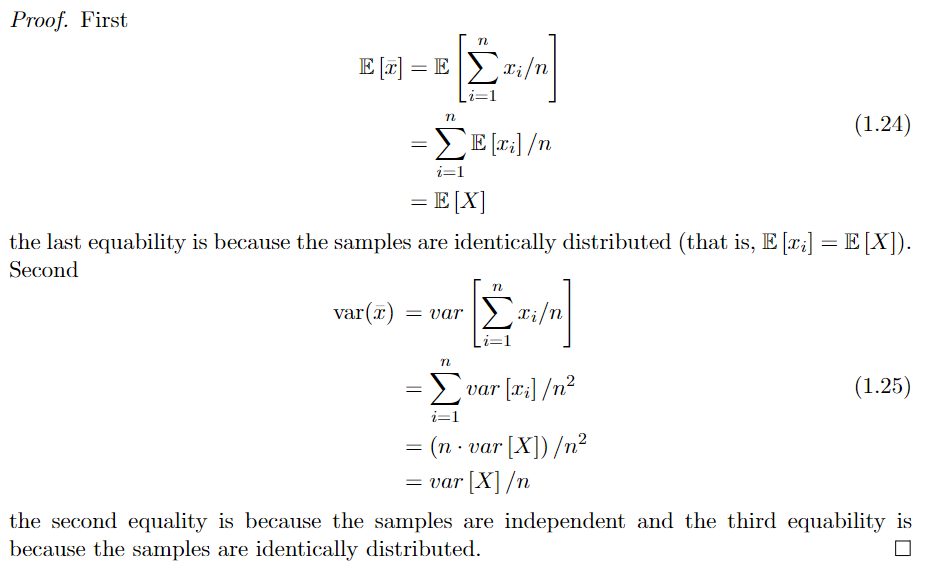 Proof. First
𝔼 [x̄] = 𝔼 [∑_{i=1}^{n} x_i/n]
= ∑_{i=1}^{n} 𝔼 [x_i] /n
(1.24)
= 𝔼 [X]
the last equability is because the samples are identically distributed (that is, 𝔼 [x_i] = 𝔼 [X]).
Second
var(x̄) = var [∑_{i=1}^{n} x_i/n]
= ∑_{i=1}^{n} var [x_i] /n²
(1.25)
= (n · var [X]) /n²
= var [X] /n
the second equality is because the samples are independent and the third equability is
because the samples are identically distributed. □